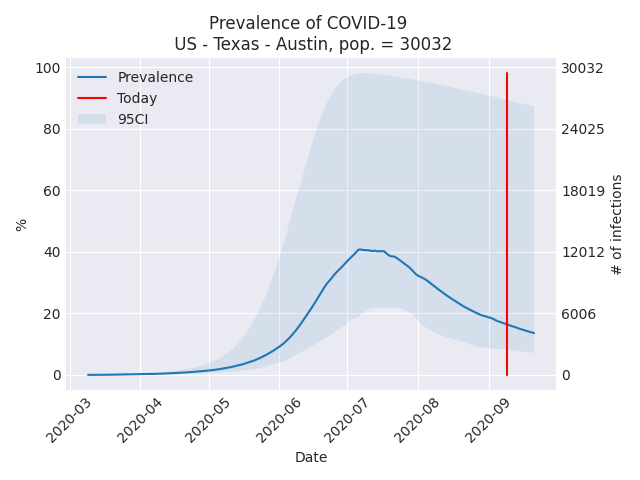 Prevalence of COVID-19
US - Texas - Austin, pop. = 30032
Prevalence
Today
95CI
100
80
60
40
20
0
%
30032
24025
18019
12012
6006
0
# of infections
2020-03
2020-04
2020-05
2020-06
2020-07
2020-08
2020-09
Date